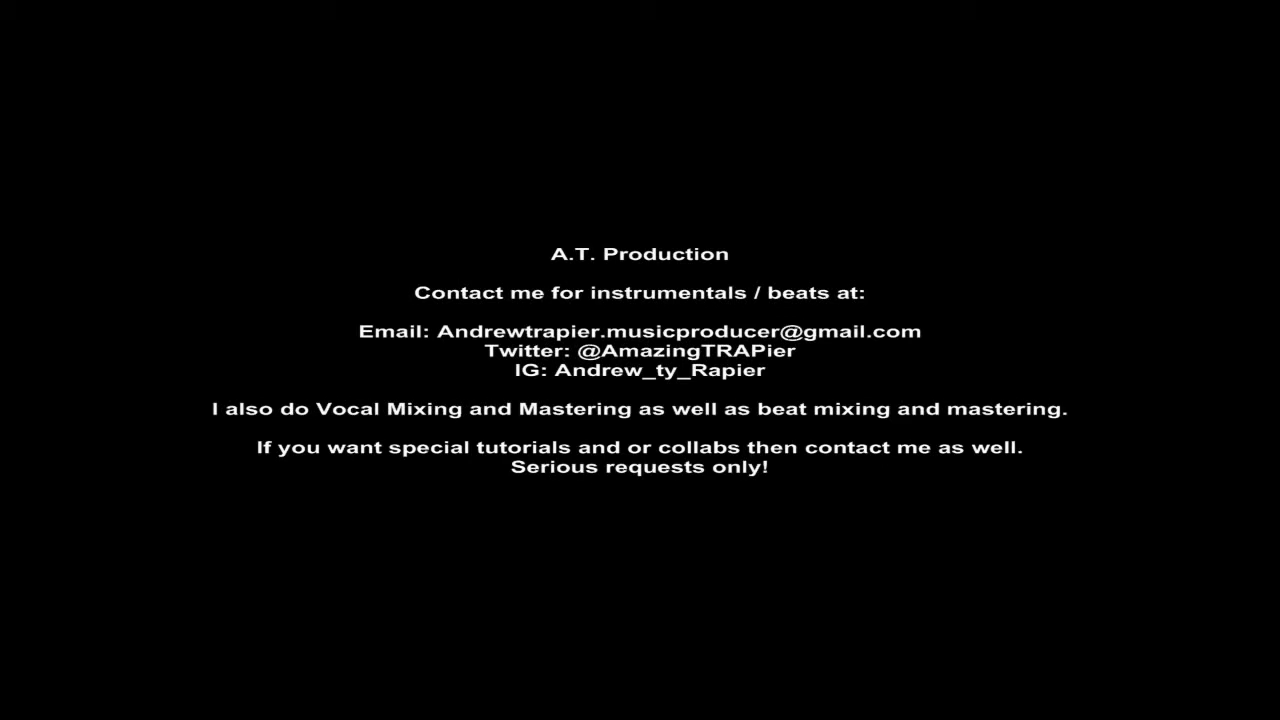 A.T. Production
Contact me for instrumentals / beats at:
Email: Andrewtrapier.musicproducer@gmail.com
Twitter: @AmazingTRAPier
IG: Andrew_ty_Rapier
I also do Vocal Mixing and Mastering as well as beat mixing and mastering.
If you want special tutorials and or collabs then contact me as well.
Serious requests only!